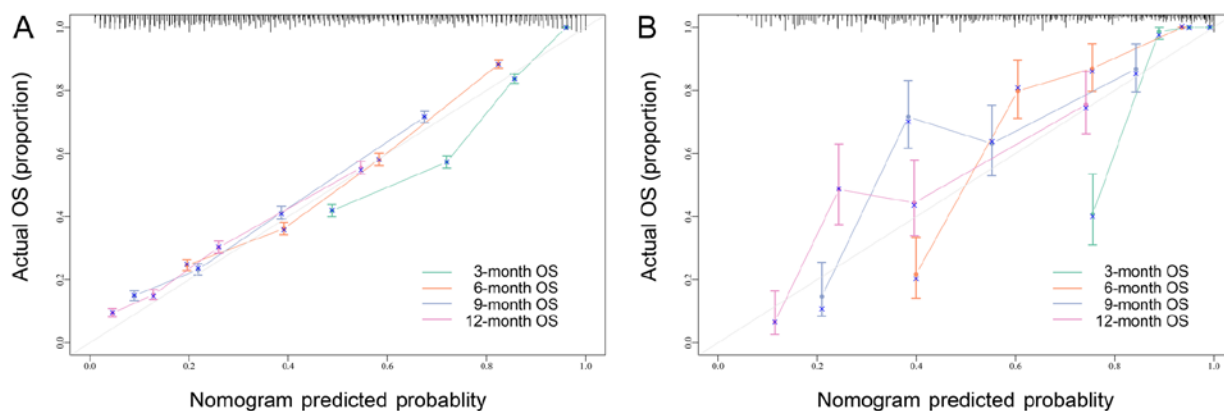 A
Actual OS (proportion)
1.0
0.8
0.6
0.4
0.2
0.0
3-month OS
6-month OS
9-month OS
12-month OS
0.0 0.2 0.4 0.6 0.8 1.0
Nomogram predicted probablity
B
Actual OS (proportion)
1.0
0.8
0.6
0.4
0.2
0.0
3-month OS
6-month OS
9-month OS
12-month OS
0.0 0.2 0.4 0.6 0.8 1.0
Nomogram predicted probablity